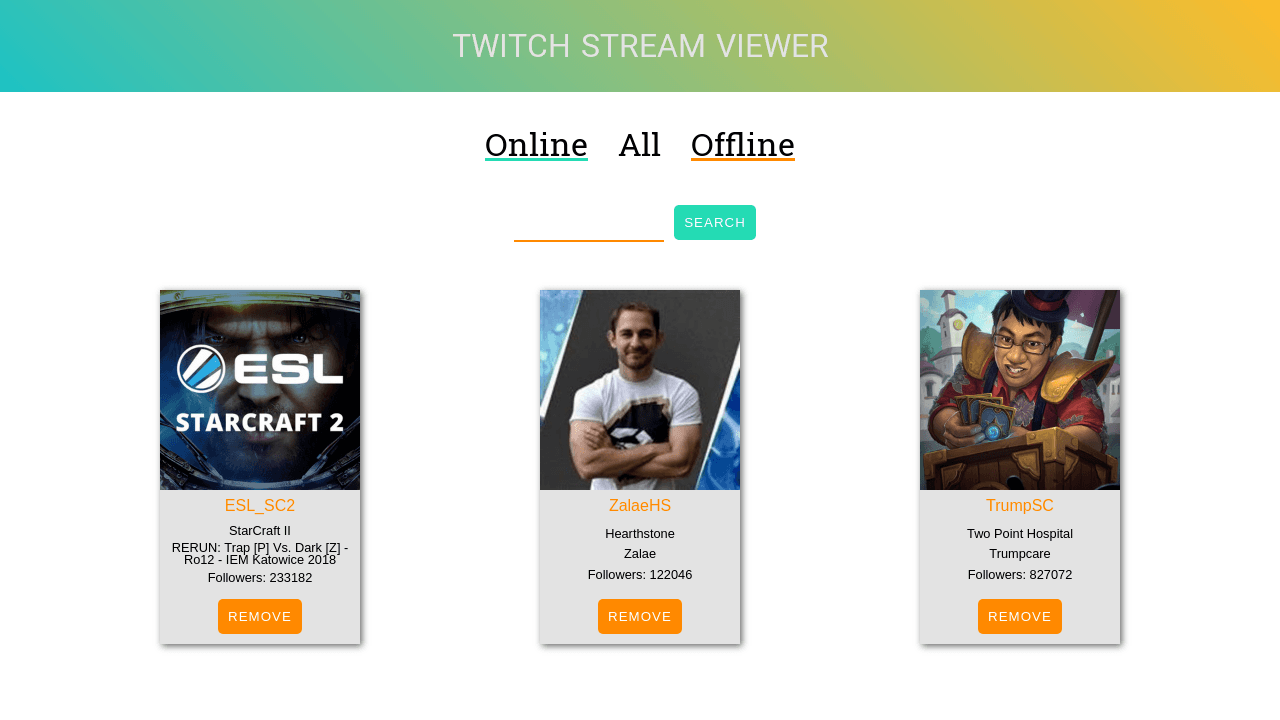 TWITCH STREAM VIEWER
Online All Offline
SEARCH
ESL
STARCRAFT 2
ESL_SC2
StarCraft II
RERUN: Trap [P] Vs. Dark [Z] -
Ro12 - IEM Katowice 2018
Followers: 233182
REMOVE
ZalaeHS
Hearthstone
Zalae
Followers: 122046
REMOVE
TrumpSC
Two Point Hospital
Trumpcare
Followers: 827072
REMOVE